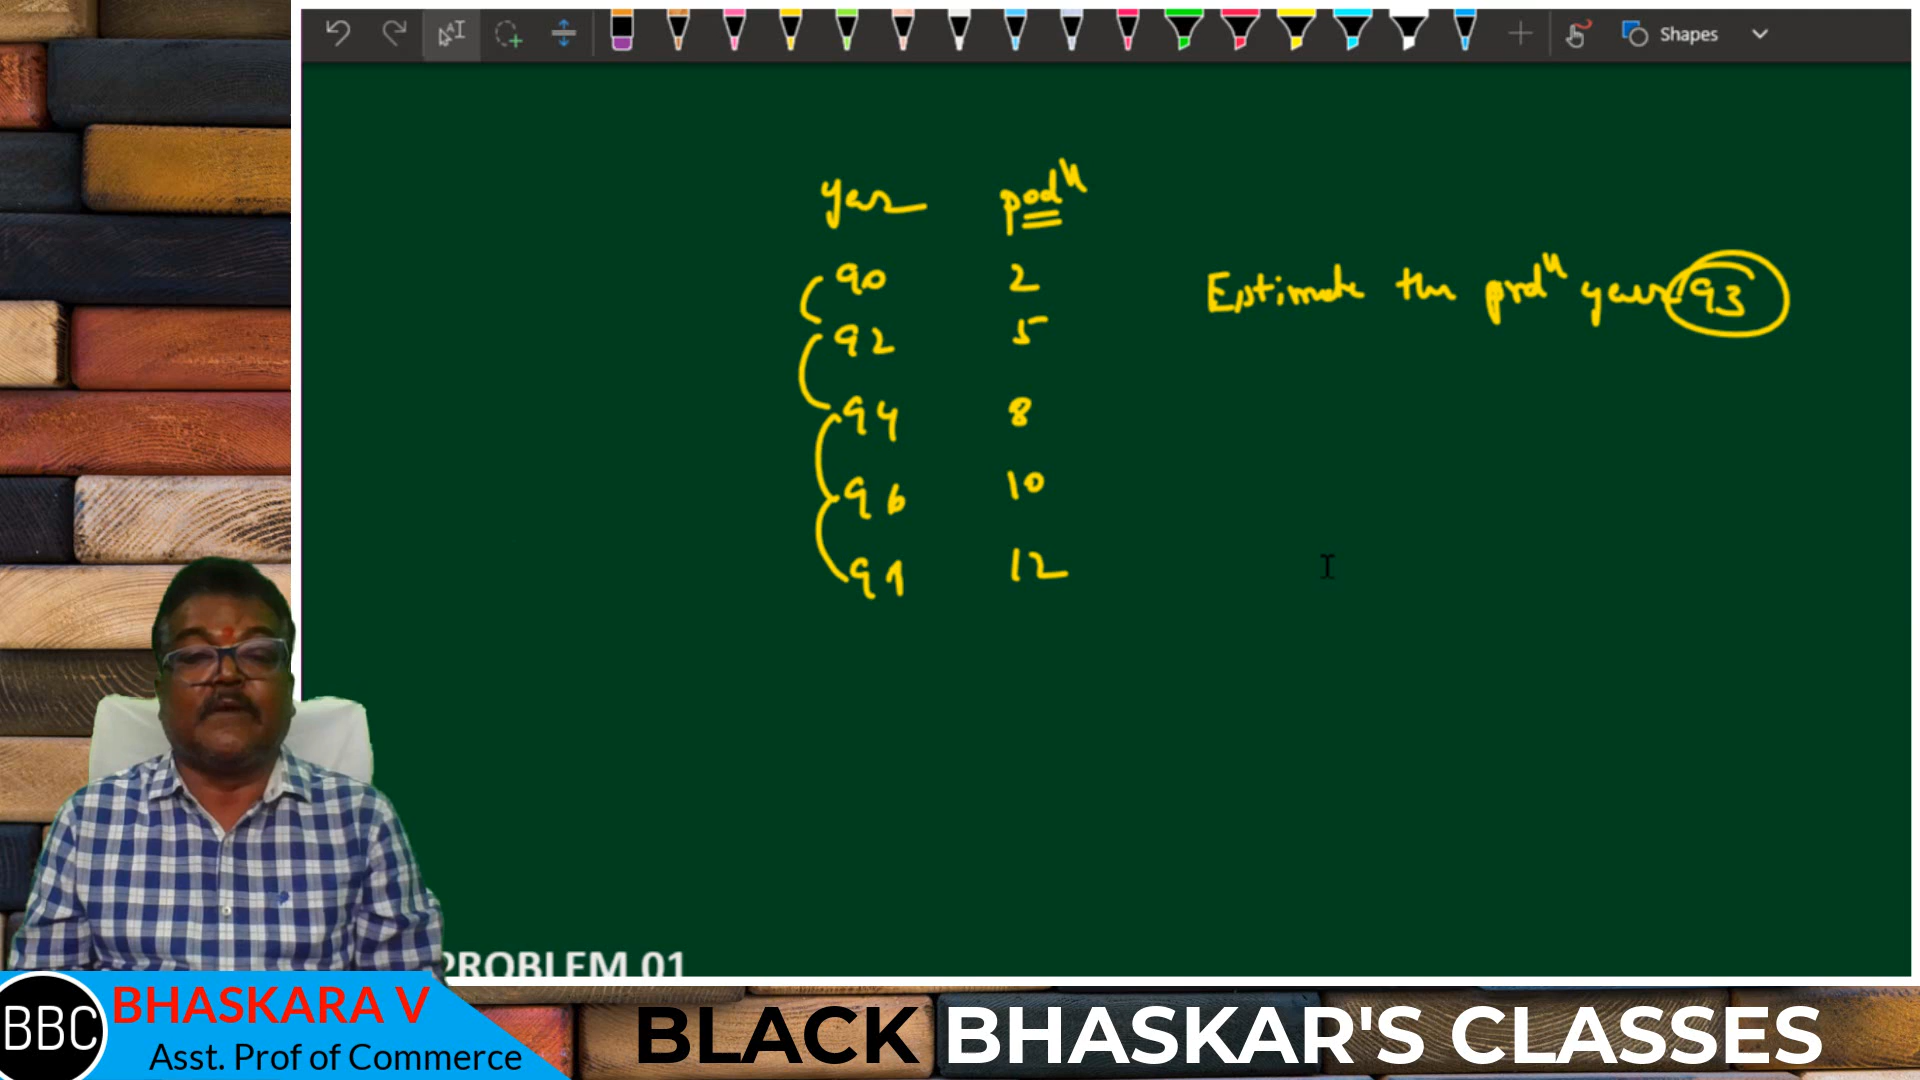 Shapes
year prodn
90 2
92 5
94 8
96 10
98 12
Estimate the prodn year 93
PROBLEM 01
BBC
BHASKARA V
Asst. Prof of Commerce
BLACK BHASKAR'S CLASSES